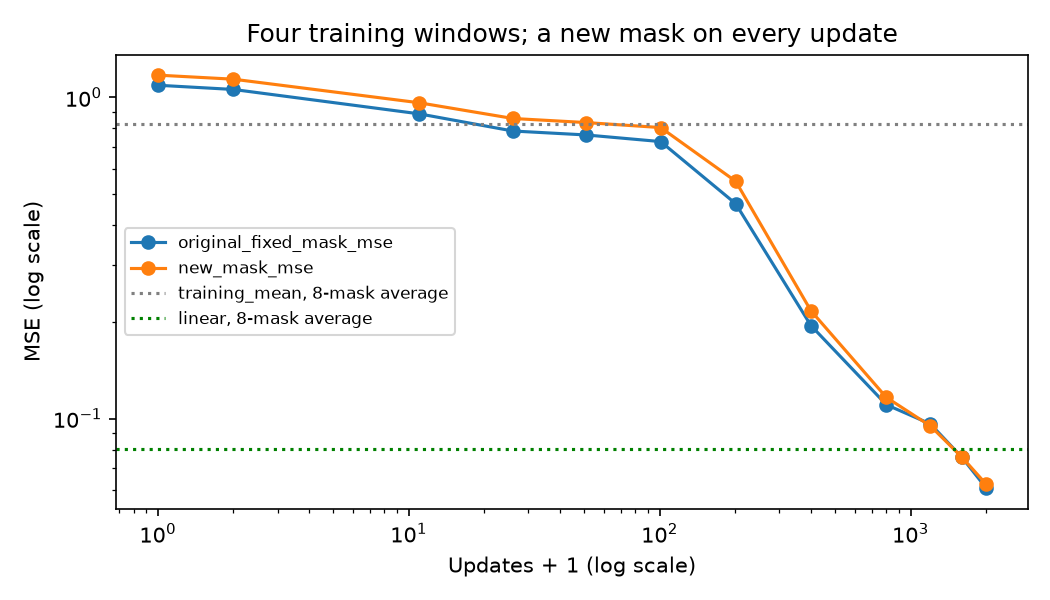 Four training windows; a new mask on every update
MSE (log scale)
10⁰
10⁻¹
original_fixed_mask_mse
new_mask_mse
training_mean, 8-mask average
linear, 8-mask average
10⁰
10¹
10²
10³
Updates + 1 (log scale)